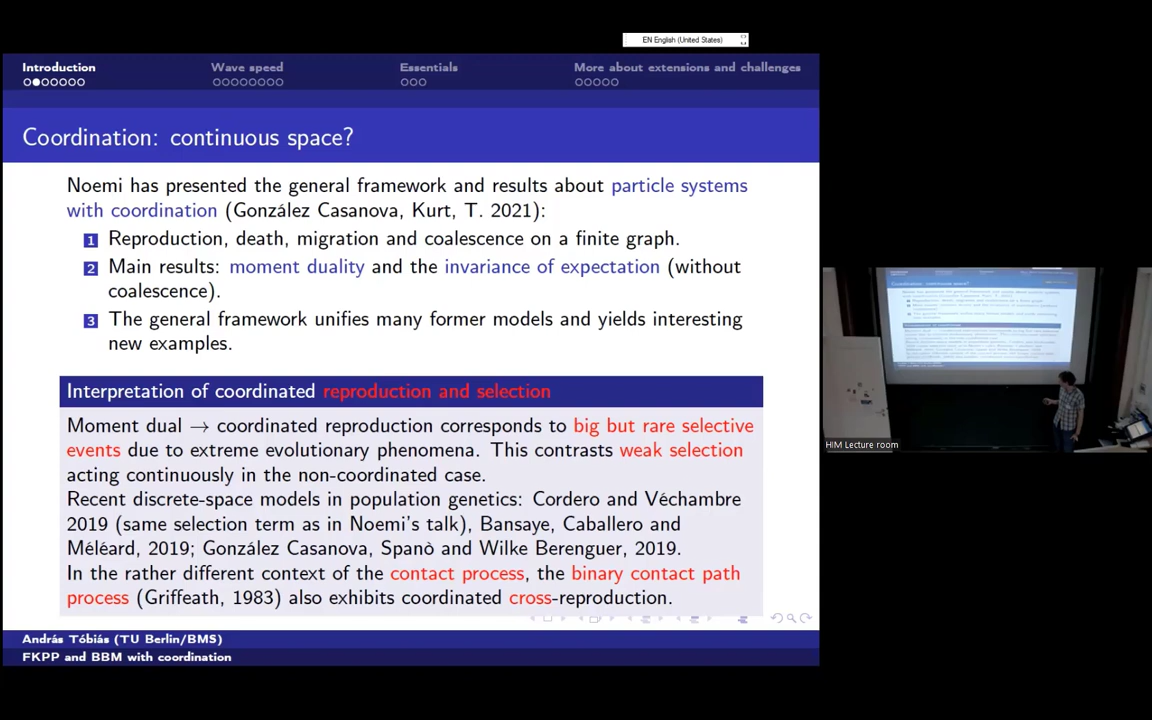 EN English (United States)
Introduction
Wave speed
Essentials
More about extensions and challenges
Coordination: continuous space?
Noemi has presented the general framework and results about particle systems
with coordination (González Casanova, Kurt, T. 2021):
1 Reproduction, death, migration and coalescence on a finite graph.
2 Main results: moment duality and the invariance of expectation (without
coalescence).
3 The general framework unifies many former models and yields interesting
new examples.
Interpretation of coordinated reproduction and selection
Moment dual → coordinated reproduction corresponds to big but rare selective
events due to extreme evolutionary phenomena. This contrasts weak selection
acting continuously in the non-coordinated case.
Recent discrete-space models in population genetics: Cordero and Véchambre
2019 (same selection term as in Noemi's talk), Bansaye, Caballero and
Méléard, 2019; González Casanova, Spanò and Wilke Berenguer, 2019.
In the rather different context of the contact process, the binary contact path
process (Griffeath, 1983) also exhibits coordinated cross-reproduction.
András Tóbiás (TU Berlin/BMS)
FKPP and BBM with coordination
HIM Lecture room